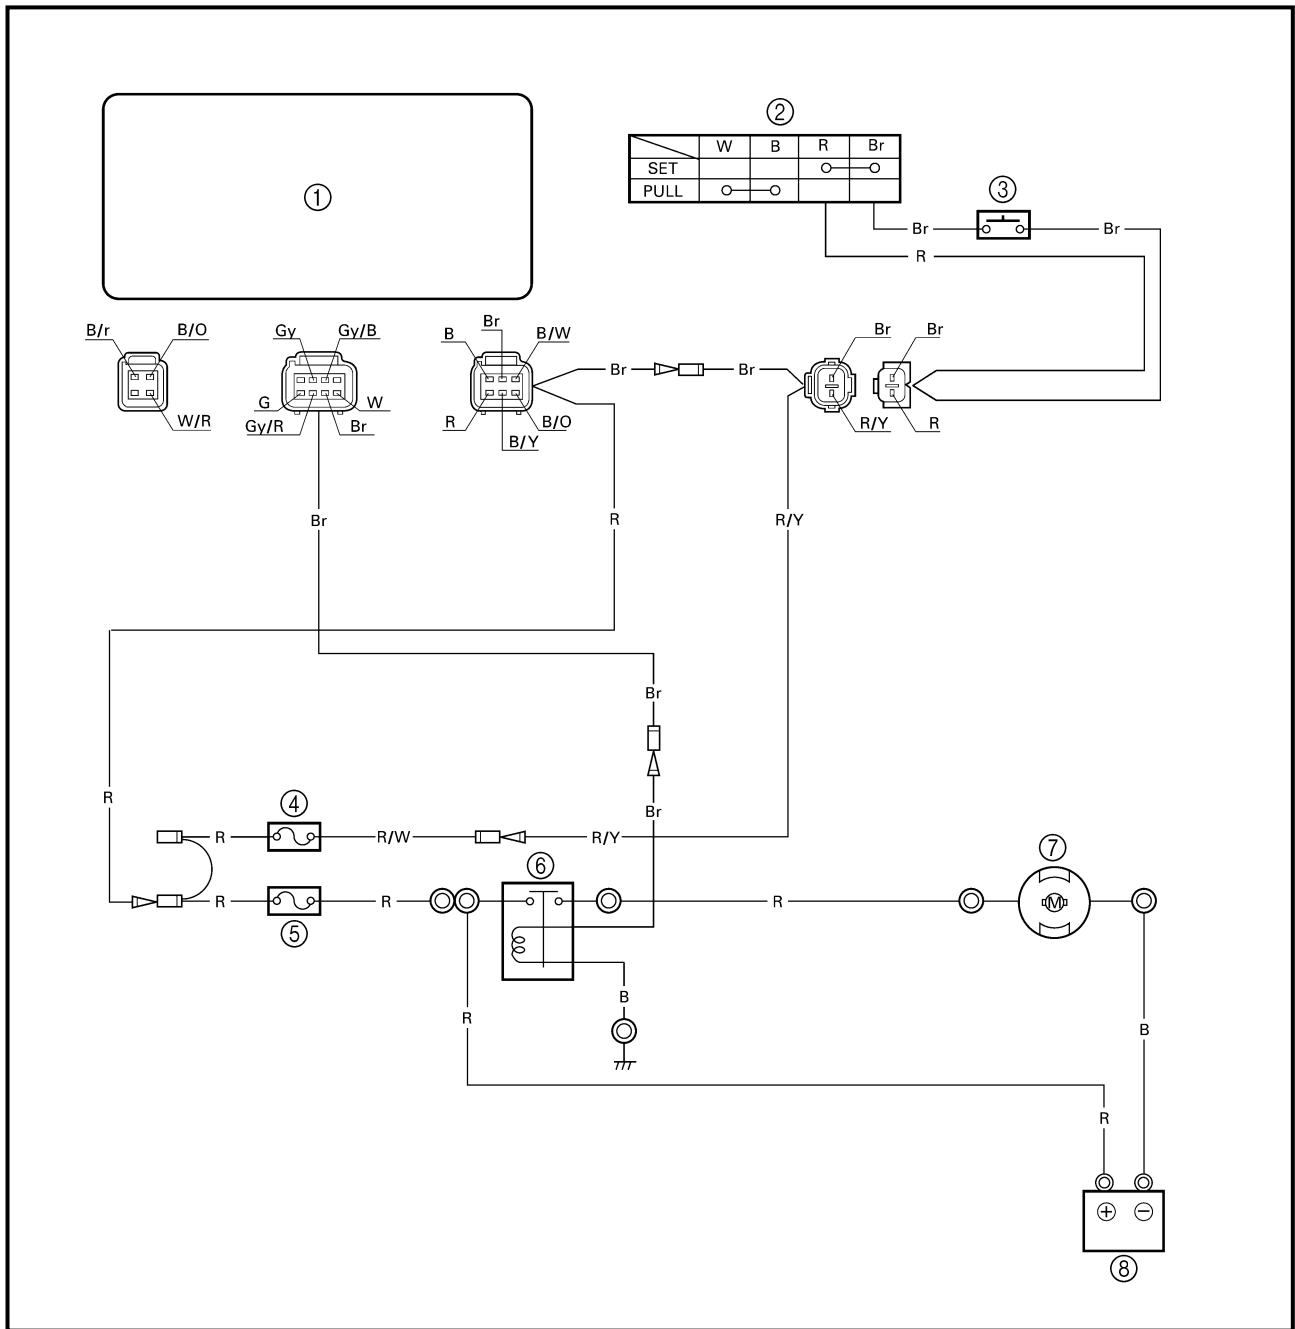 1
2
W B R Br
SET
PULL
3
Br Br
R
B/r B/O
Gy Gy/B
B Br B/W
Br Br
Br Br
G W
Gy/R Br
W/R
R B/O
B/Y
R/Y R
Br R R/Y
Br
R
4
Br
R R/W R/Y
6
7
R R R M
5
B
R B
R
+ −
8